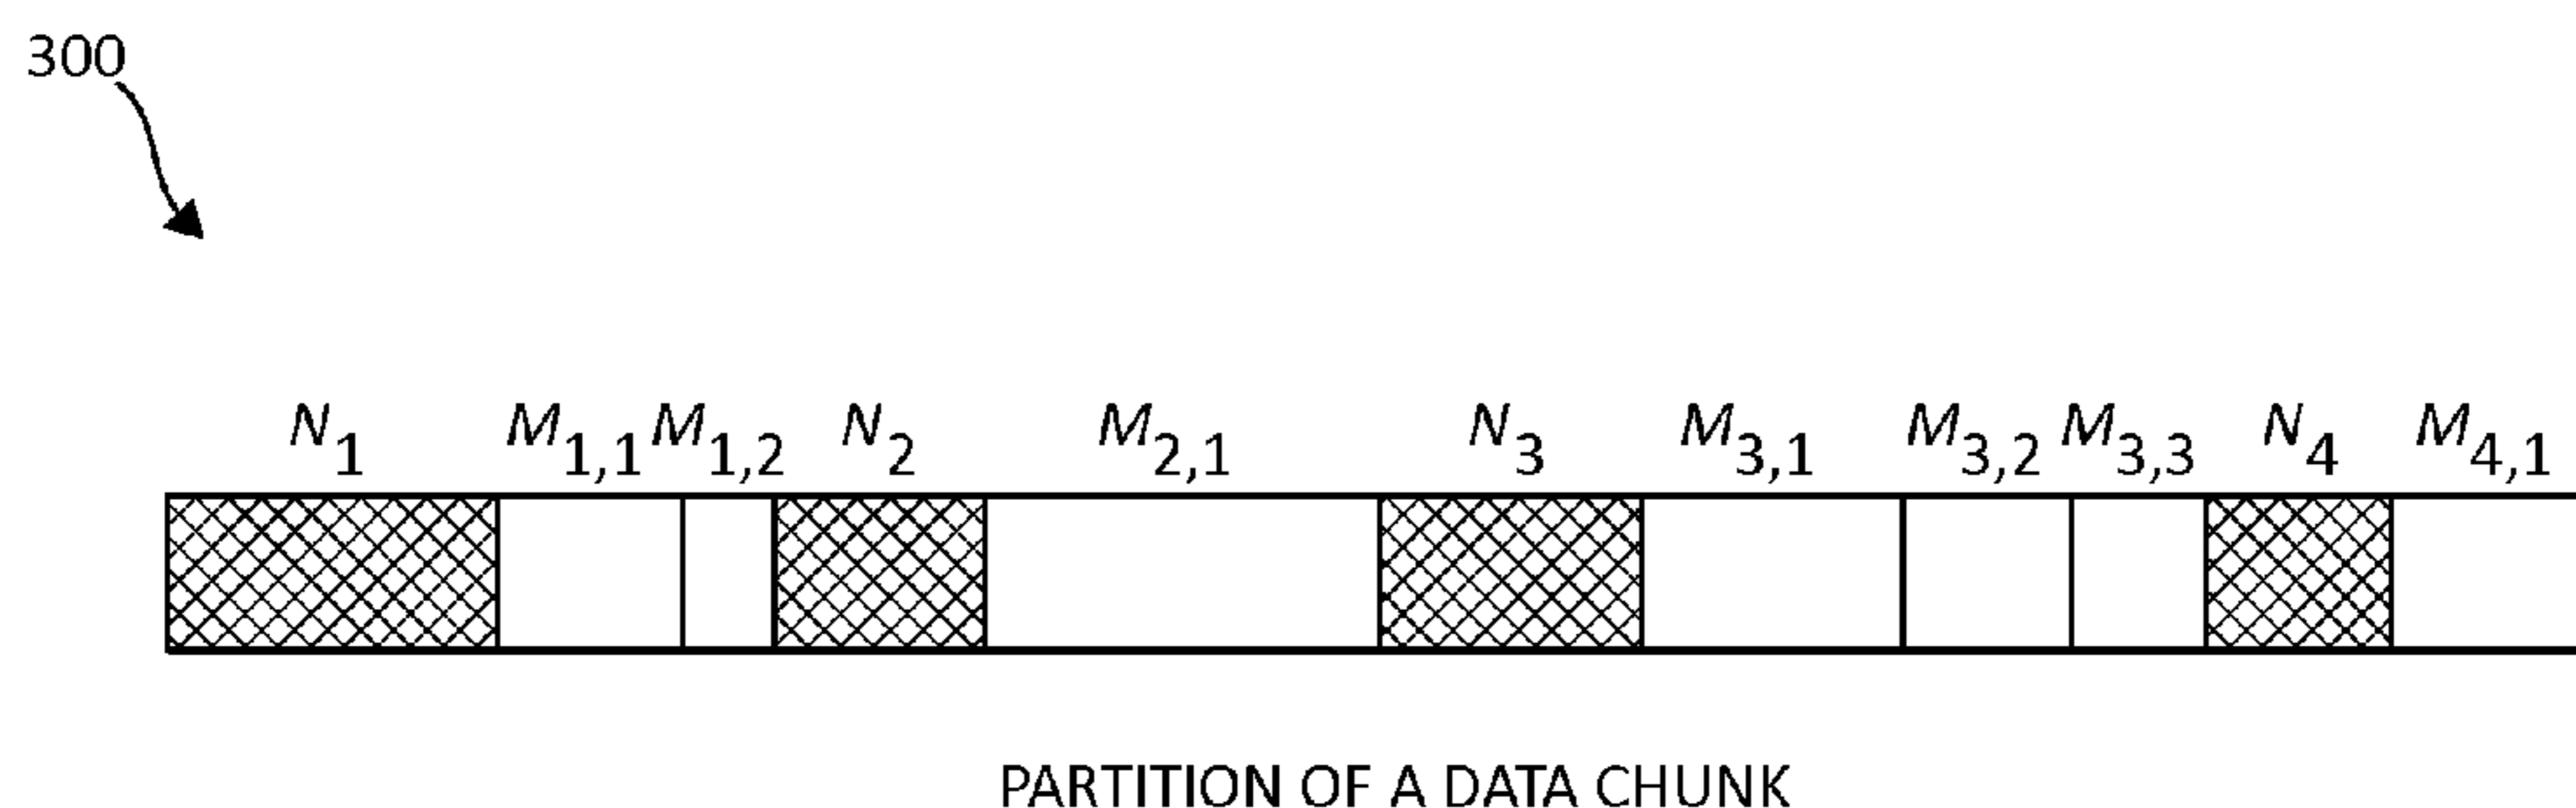 300
N1 M1,1 M1,2 N2 M2,1 N3 M3,1 M3,2 M3,3 N4 M4,1
PARTITION OF A DATA CHUNK